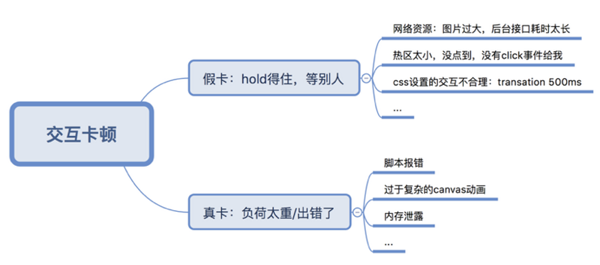 交互卡顿
假卡：hold得住，等别人
网络资源：图片过大，后台接口耗时太长
热区太小，没点到，没有click事件给我
css设置的交互不合理：transation 500ms
...
真卡：负荷太重/出错了
脚本报错
过于复杂的canvas动画
内存泄露
...